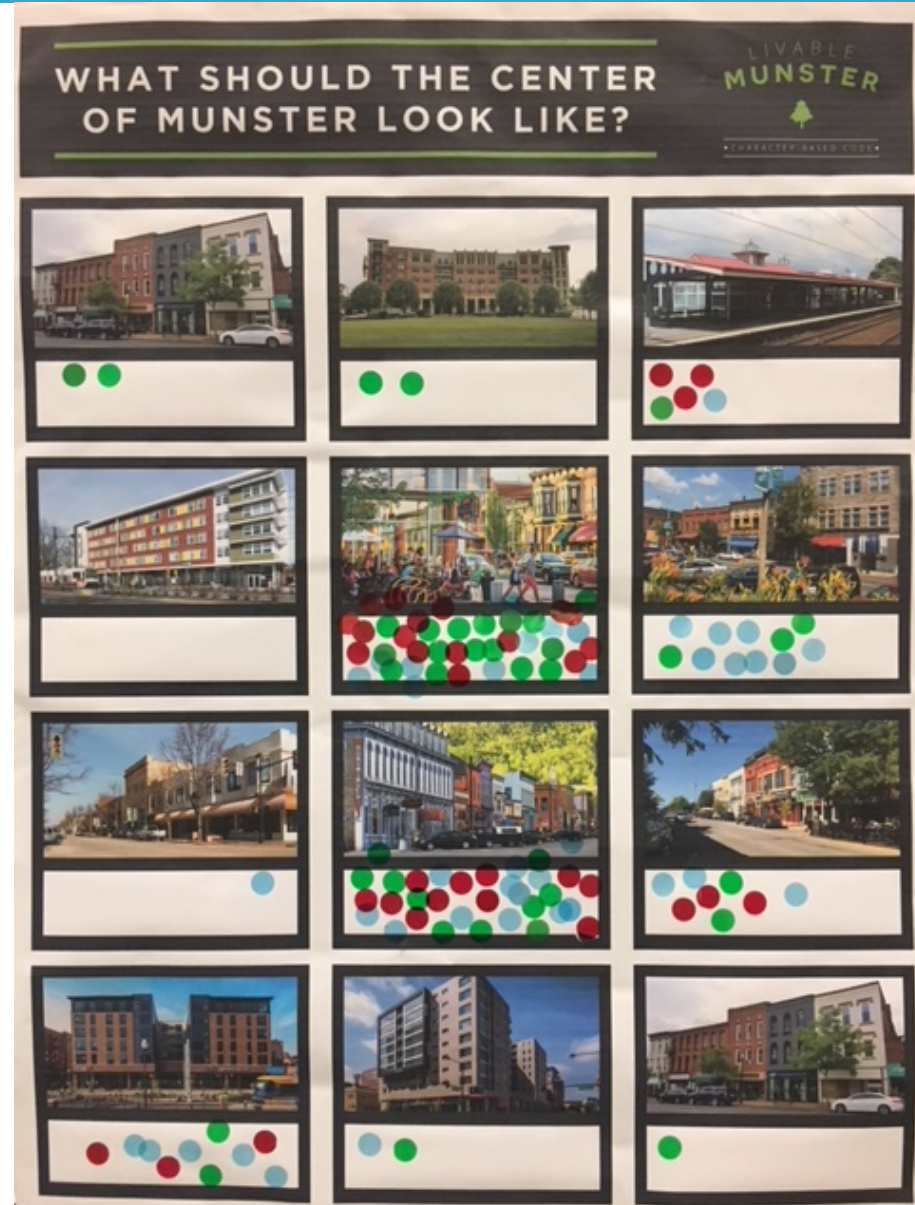 WHAT SHOULD THE CENTER
OF MUNSTER LOOK LIKE?
LIVABLE
MUNSTER
CHARACTER-BASED CODE